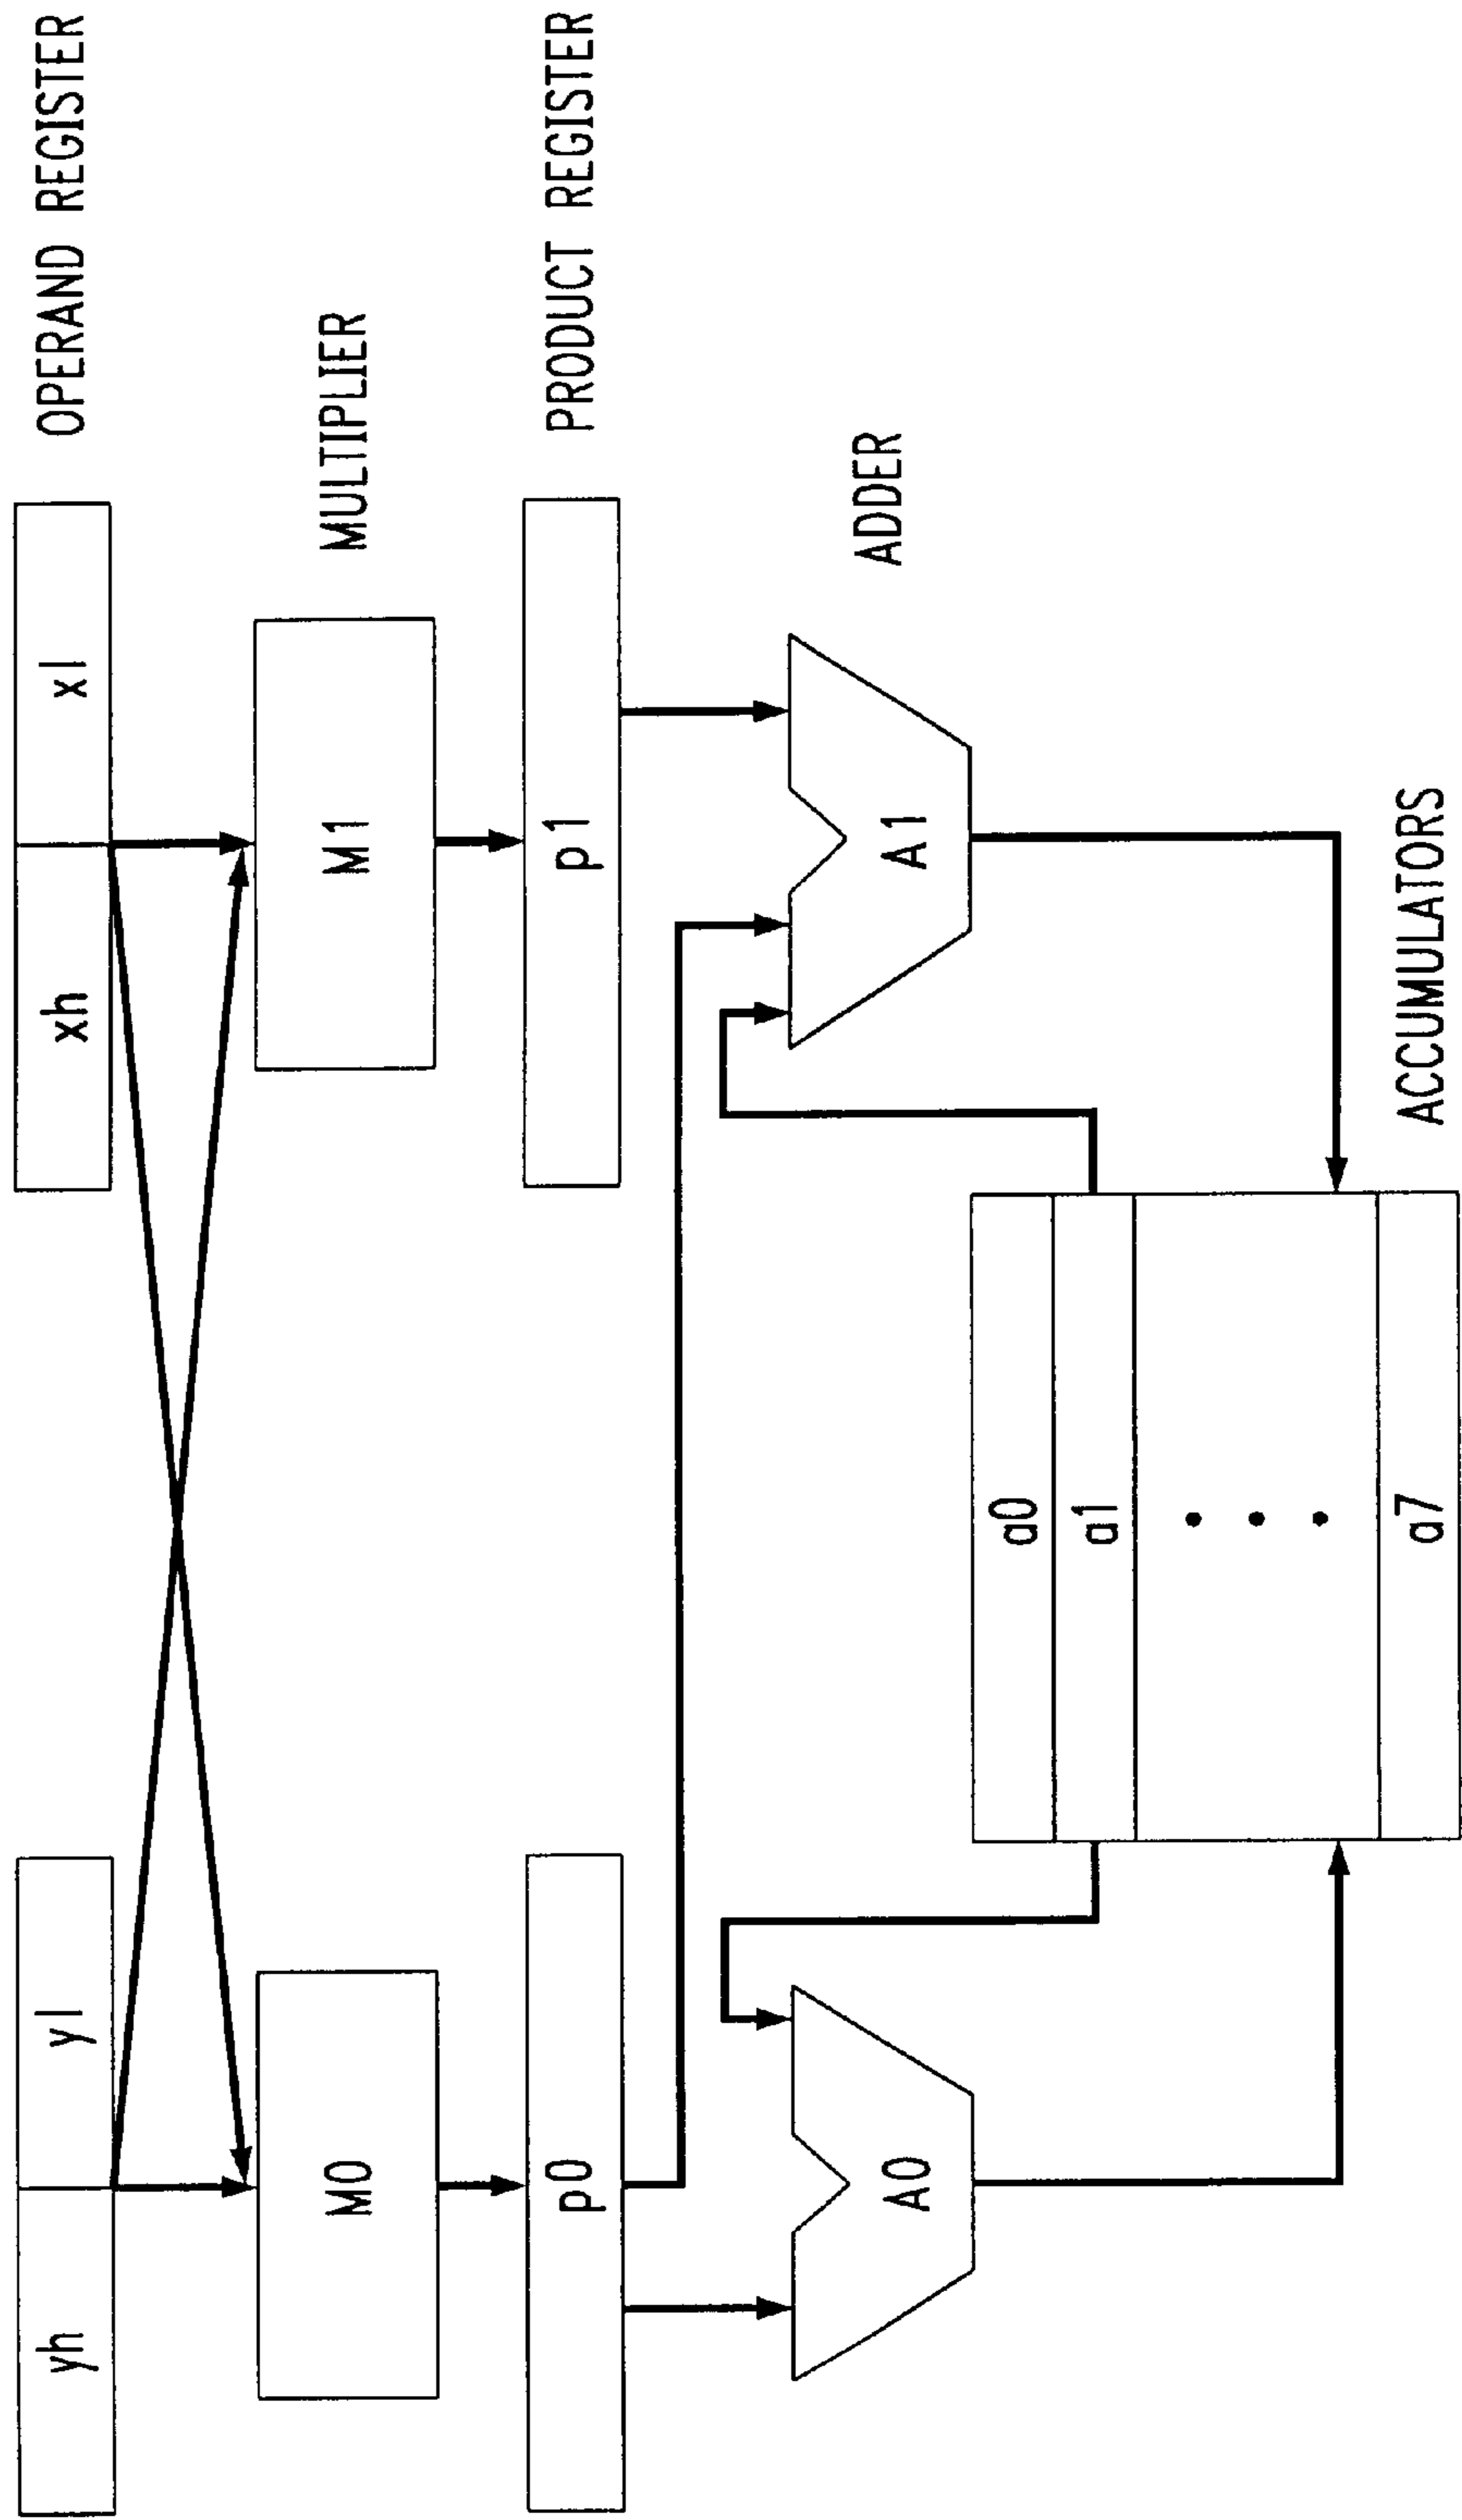 yh yl xh xl OPERAND REGISTER
M0 M1 MULTIPLIER
p0 p1 PRODUCT REGISTER
A0 A1 ADDER
a0
a1
a7 ACCUMULATORS